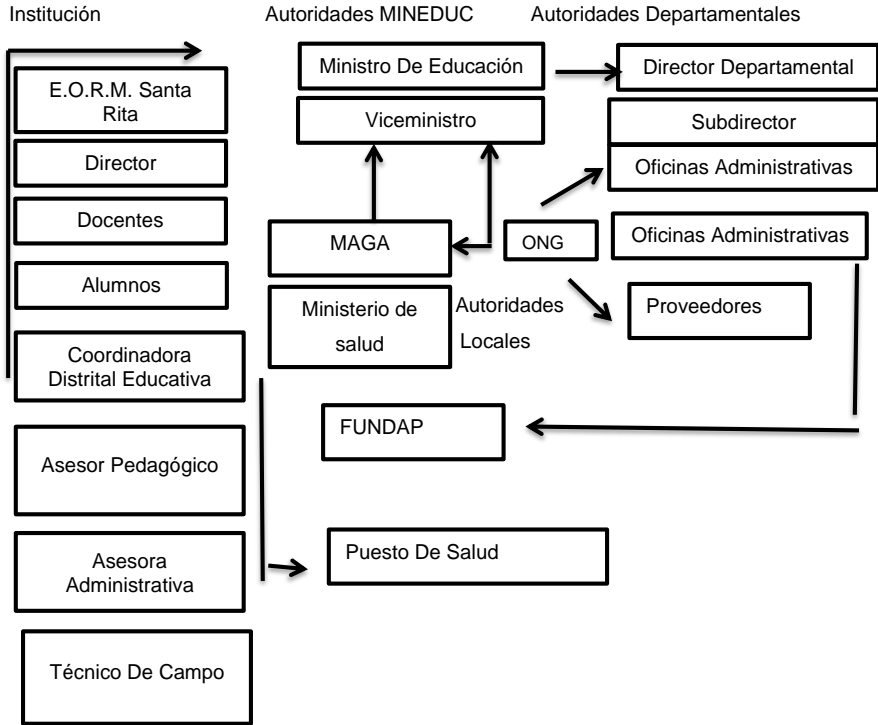 Institución
Autoridades MINEDUC
Autoridades Departamentales
E.O.R.M. Santa
Rita
Director
Docentes
Alumnos
Coordinadora
Distrital Educativa
Asesor Pedagógico
Asesora
Administrativa
Técnico De Campo
Ministro De Educación
Viceministro
MAGA
Ministerio de
salud
Autoridades
Locales
FUNDAP
Puesto De Salud
ONG
Director Departamental
Subdirector
Oficinas Administrativas
Oficinas Administrativas
Proveedores